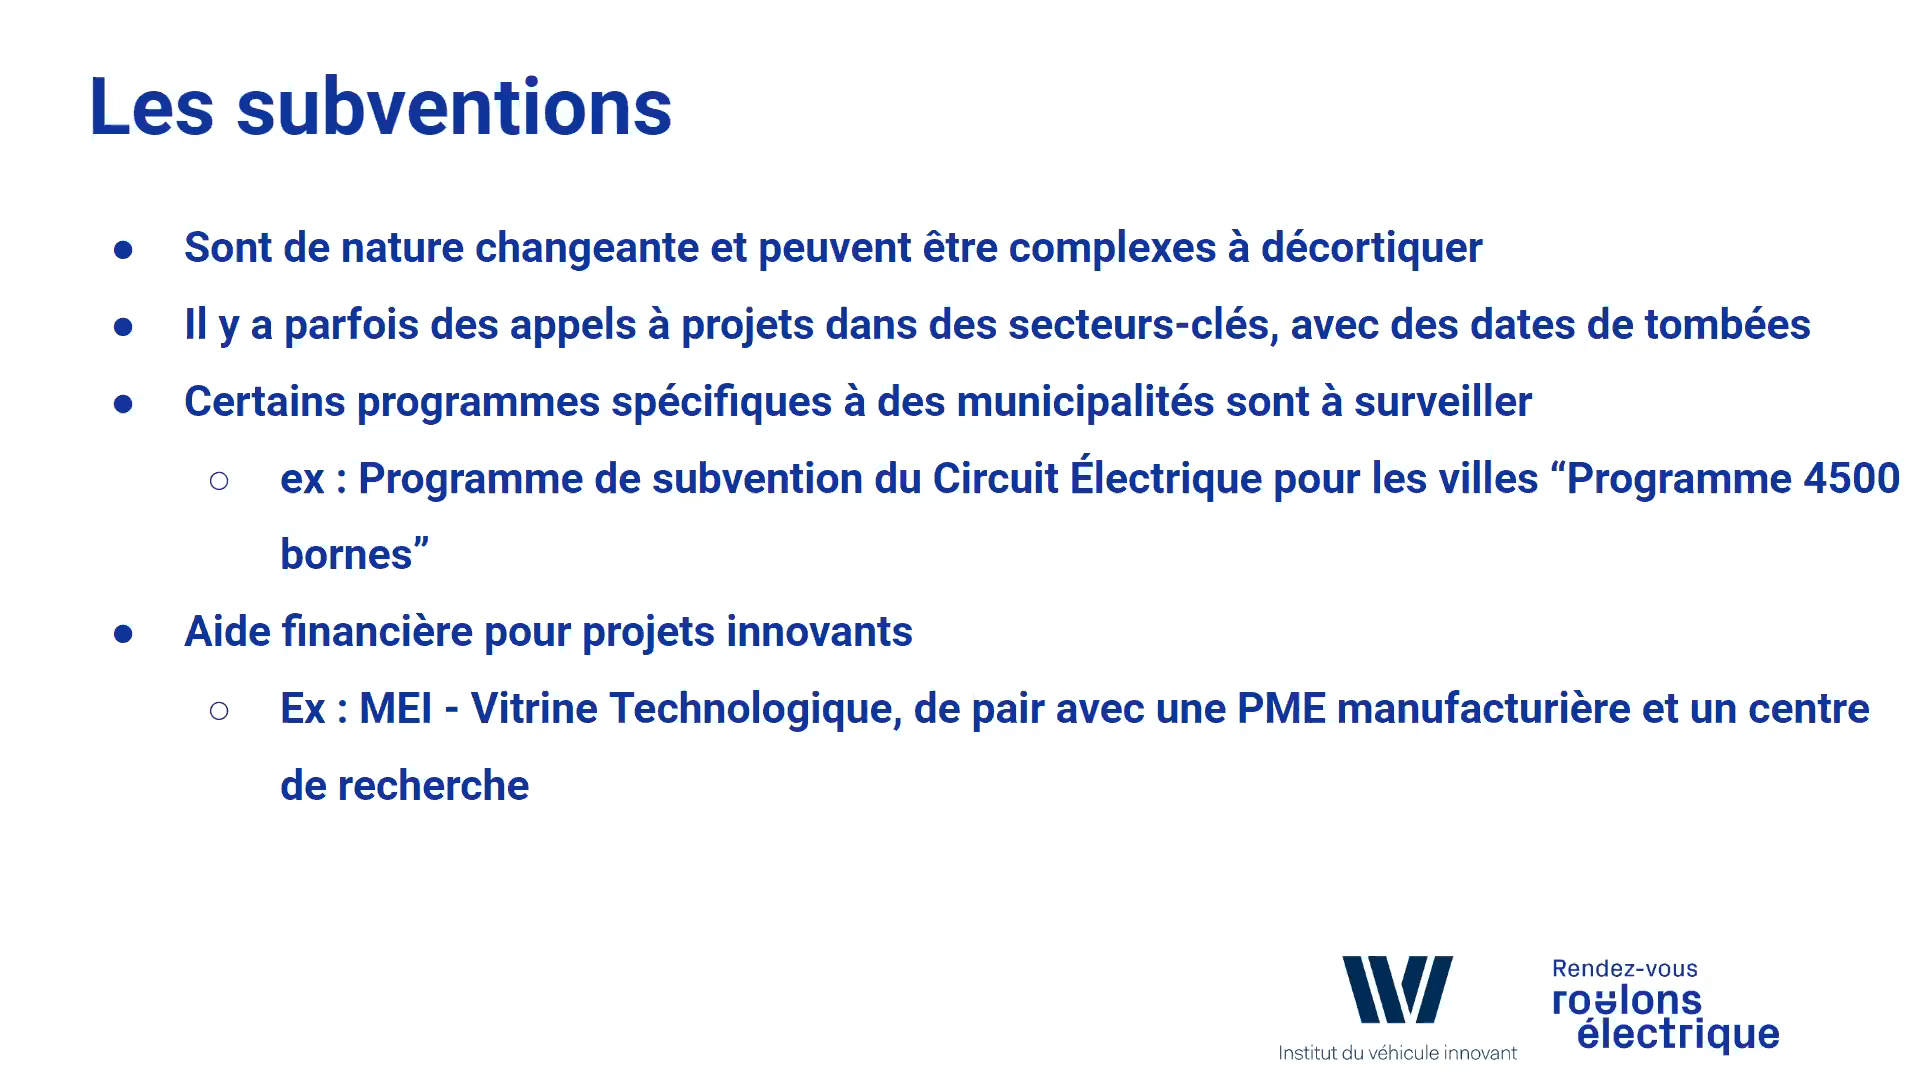 Les subventions
● Sont de nature changeante et peuvent être complexes à décortiquer
● Il y a parfois des appels à projets dans des secteurs-clés, avec des dates de tombées
● Certains programmes spécifiques à des municipalités sont à surveiller
○ ex : Programme de subvention du Circuit Électrique pour les villes “Programme 4500
bornes”
● Aide financière pour projets innovants
○ Ex : MEI - Vitrine Technologique, de pair avec une PME manufacturière et un centre
de recherche
Institut du véhicule innovant
Rendez-vous
roulons
électrique